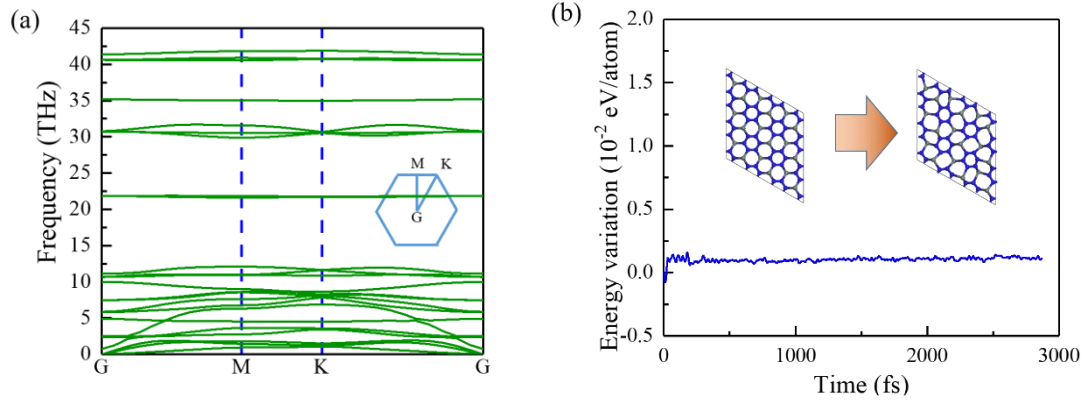 (a)
45
40
35
30
25
20
15
10
5
0
Frequency (THz)
G M K G
M K
G
(b)
2.0
1.5
1.0
0.5
0.0
-0.5
Energy variation (10⁻² eV/atom)
0 1000 2000 3000
Time (fs)